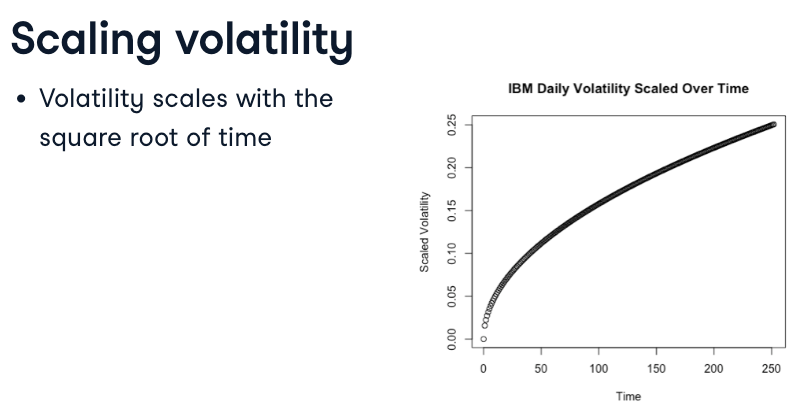 Scaling volatility
• Volatility scales with the
square root of time
IBM Daily Volatility Scaled Over Time
Scaled Volatility
0.25
0.20
0.15
0.10
0.05
0.00
0 50 100 150 200 250
Time